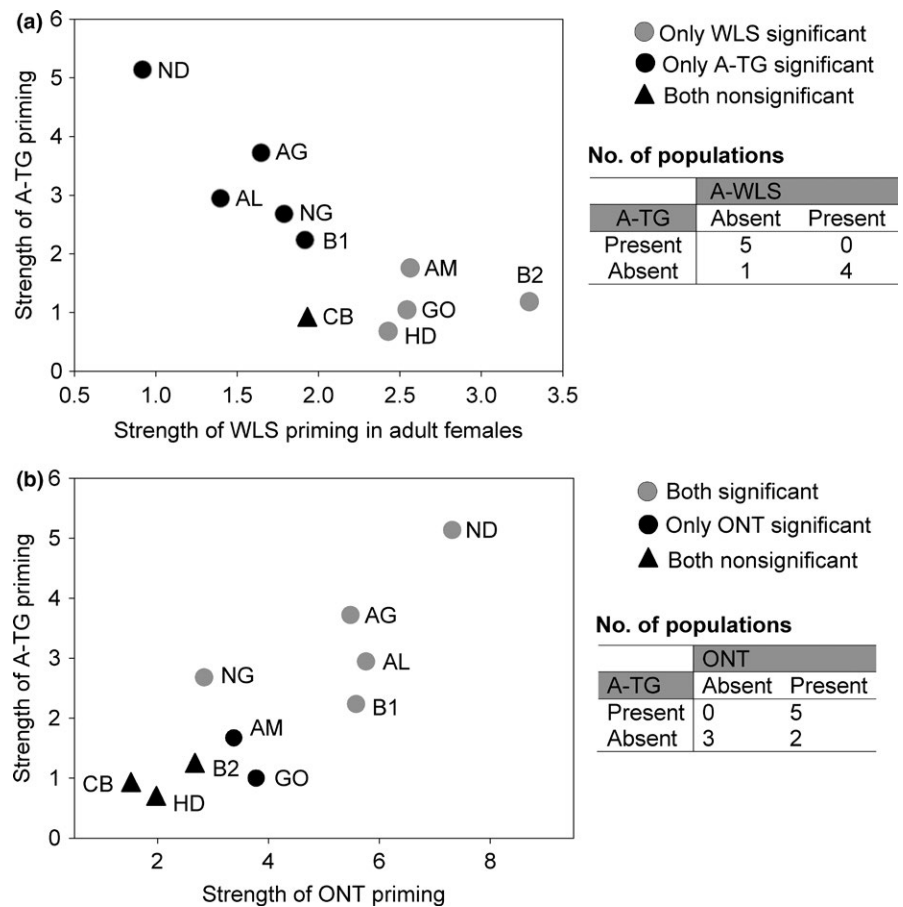 (a)
6
5
4
3
2
1
0
Strength of A-TG priming
ND
AG
AL
NG
B1
AM
B2
CB
GO
HD
0.5 1.0 1.5 2.0 2.5 3.0 3.5
Strength of WLS priming in adult females
Only WLS significant
Only A-TG significant
Both nonsignificant
No. of populations
A-WLS
A-TG Absent Present
Present 5 0
Absent 1 4
(b)
6
5
4
3
2
1
0
Strength of A-TG priming
ND
AG
AL
NG
B1
AM
B2
GO
CB
HD
2 4 6 8
Strength of ONT priming
Both significant
Only ONT significant
Both nonsignificant
No. of populations
ONT
A-TG Absent Present
Present 0 5
Absent 3 2